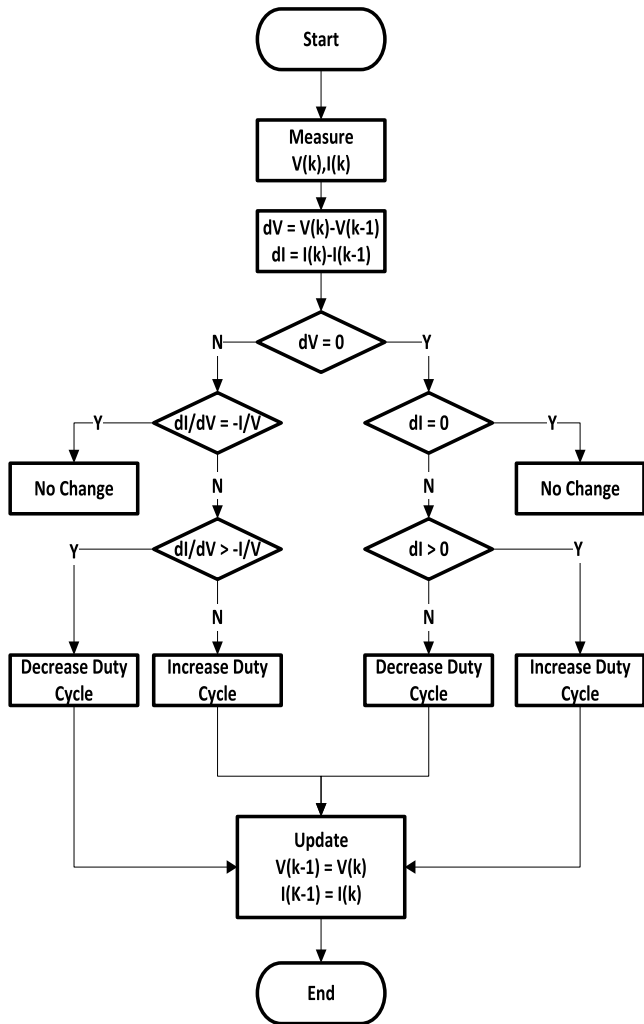 Start
Measure
V(k),I(k)
dV = V(k)-V(k-1)
dI = I(k)-I(k-1)
dV = 0
N
Y
dI/dV = -I/V
dI = 0
Y
Y
No Change
No Change
N
N
dI/dV > -I/V
dI > 0
Y
Y
N
N
Decrease Duty
Cycle
Increase Duty
Cycle
Decrease Duty
Cycle
Increase Duty
Cycle
Update
V(k-1) = V(k)
I(K-1) = I(k)
End